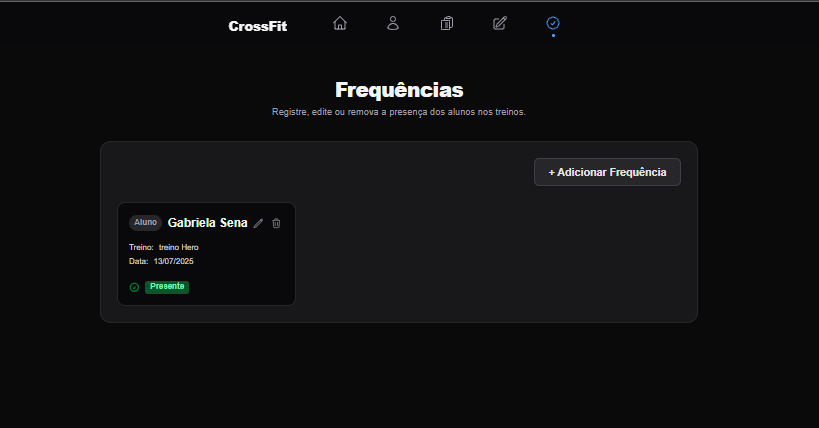 CrossFit
Frequências
Registre, edite ou remova a presença dos alunos nos treinos.
+ Adicionar Frequência
Aluno Gabriela Sena
Treino: treino Hero
Data: 13/07/2025
Presente